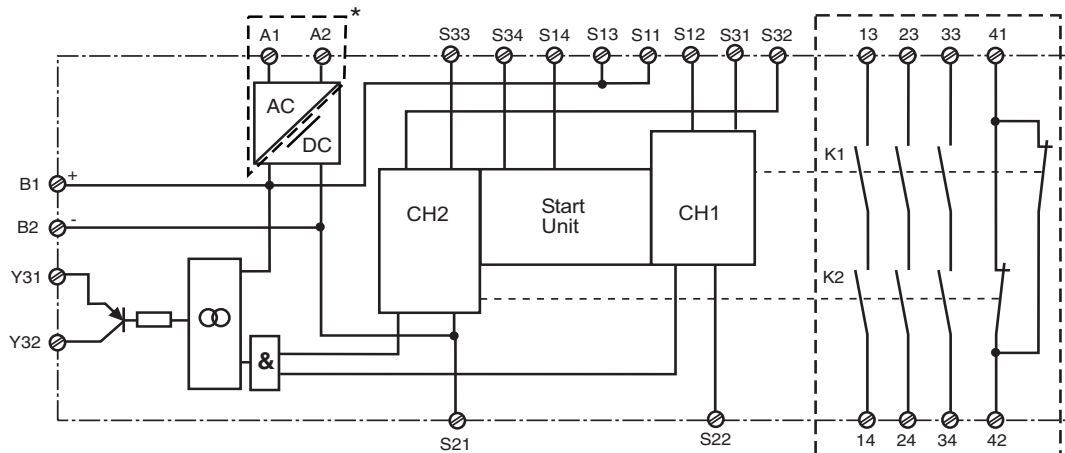 *
A1 A2 S33 S34 S14 S13 S11 S12 S31 S32 13 23 33 41
AC
DC
K1
B1 +
CH2
Start
Unit
CH1
B2 -
Y31
K2
Y32
&
S21 S22 14 24 34 42